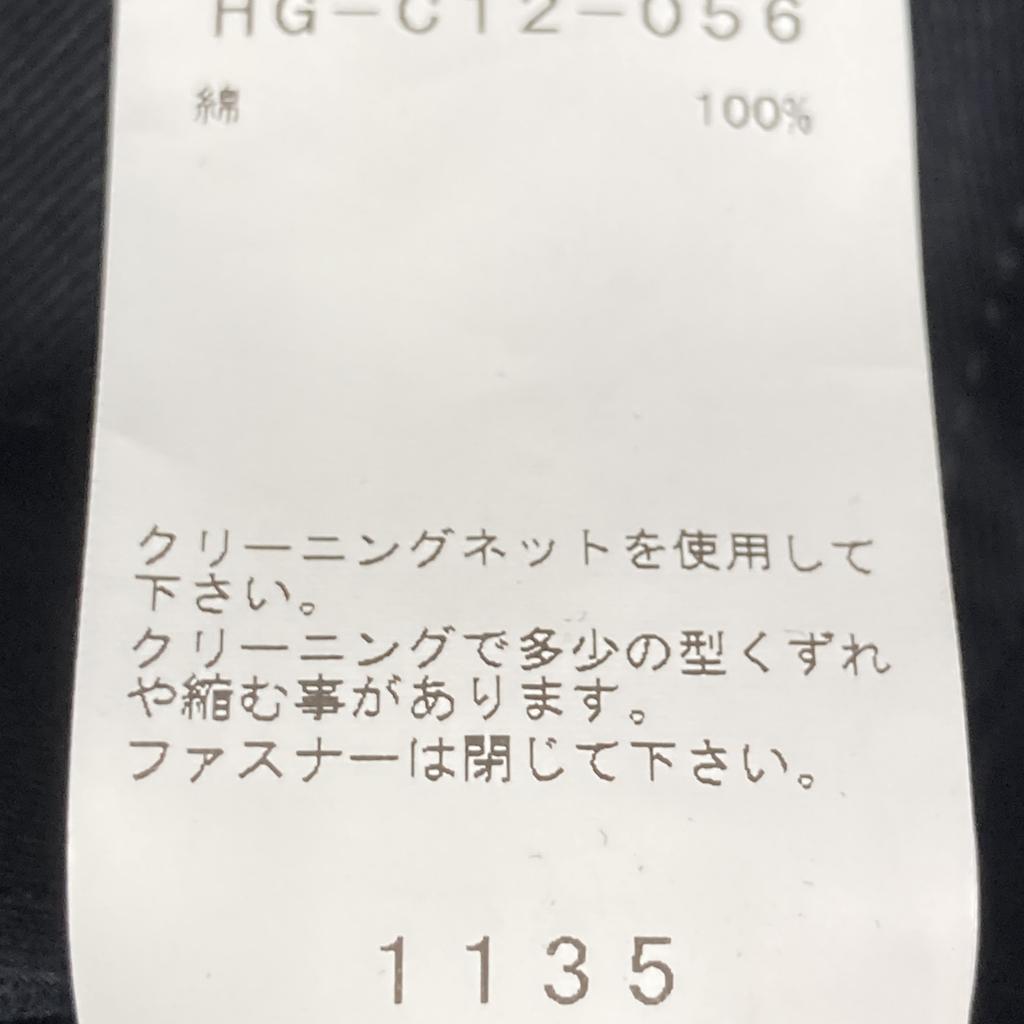 HG-C12-056
綿 100%
クリーニングネットを使用して
下さい。
クリーニングで多少の型くずれ
や縮む事があります。
ファスナーは閉じて下さい。
1135